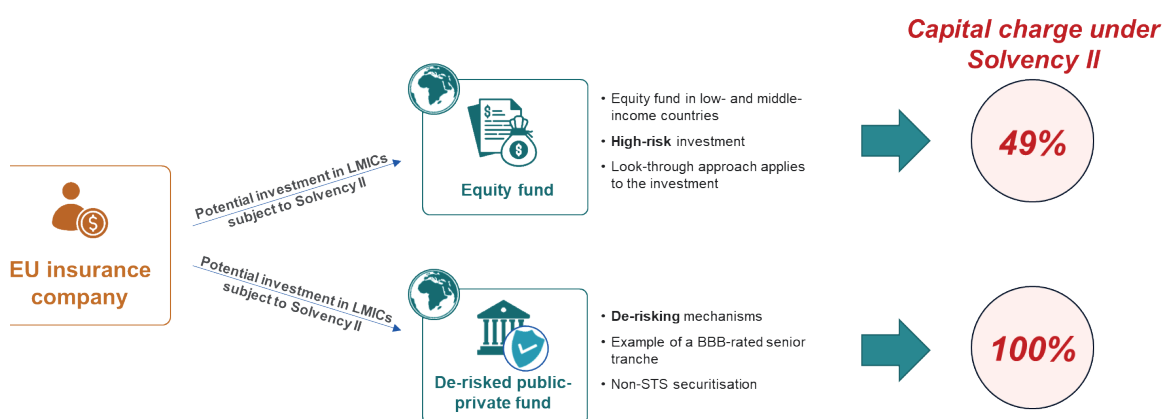 Capital charge under
Solvency II
• Equity fund in low- and middle-
income countries
• High-risk investment
• Look-through approach applies
to the investment
49%
Equity fund
Potential investment in LMICs
subject to Solvency II
$
EU insurance
company
Potential investment in LMICs
subject to Solvency II
• De-risking mechanisms
• Example of a BBB-rated senior
tranche
• Non-STS securitisation
100%
De-risked public-
private fund